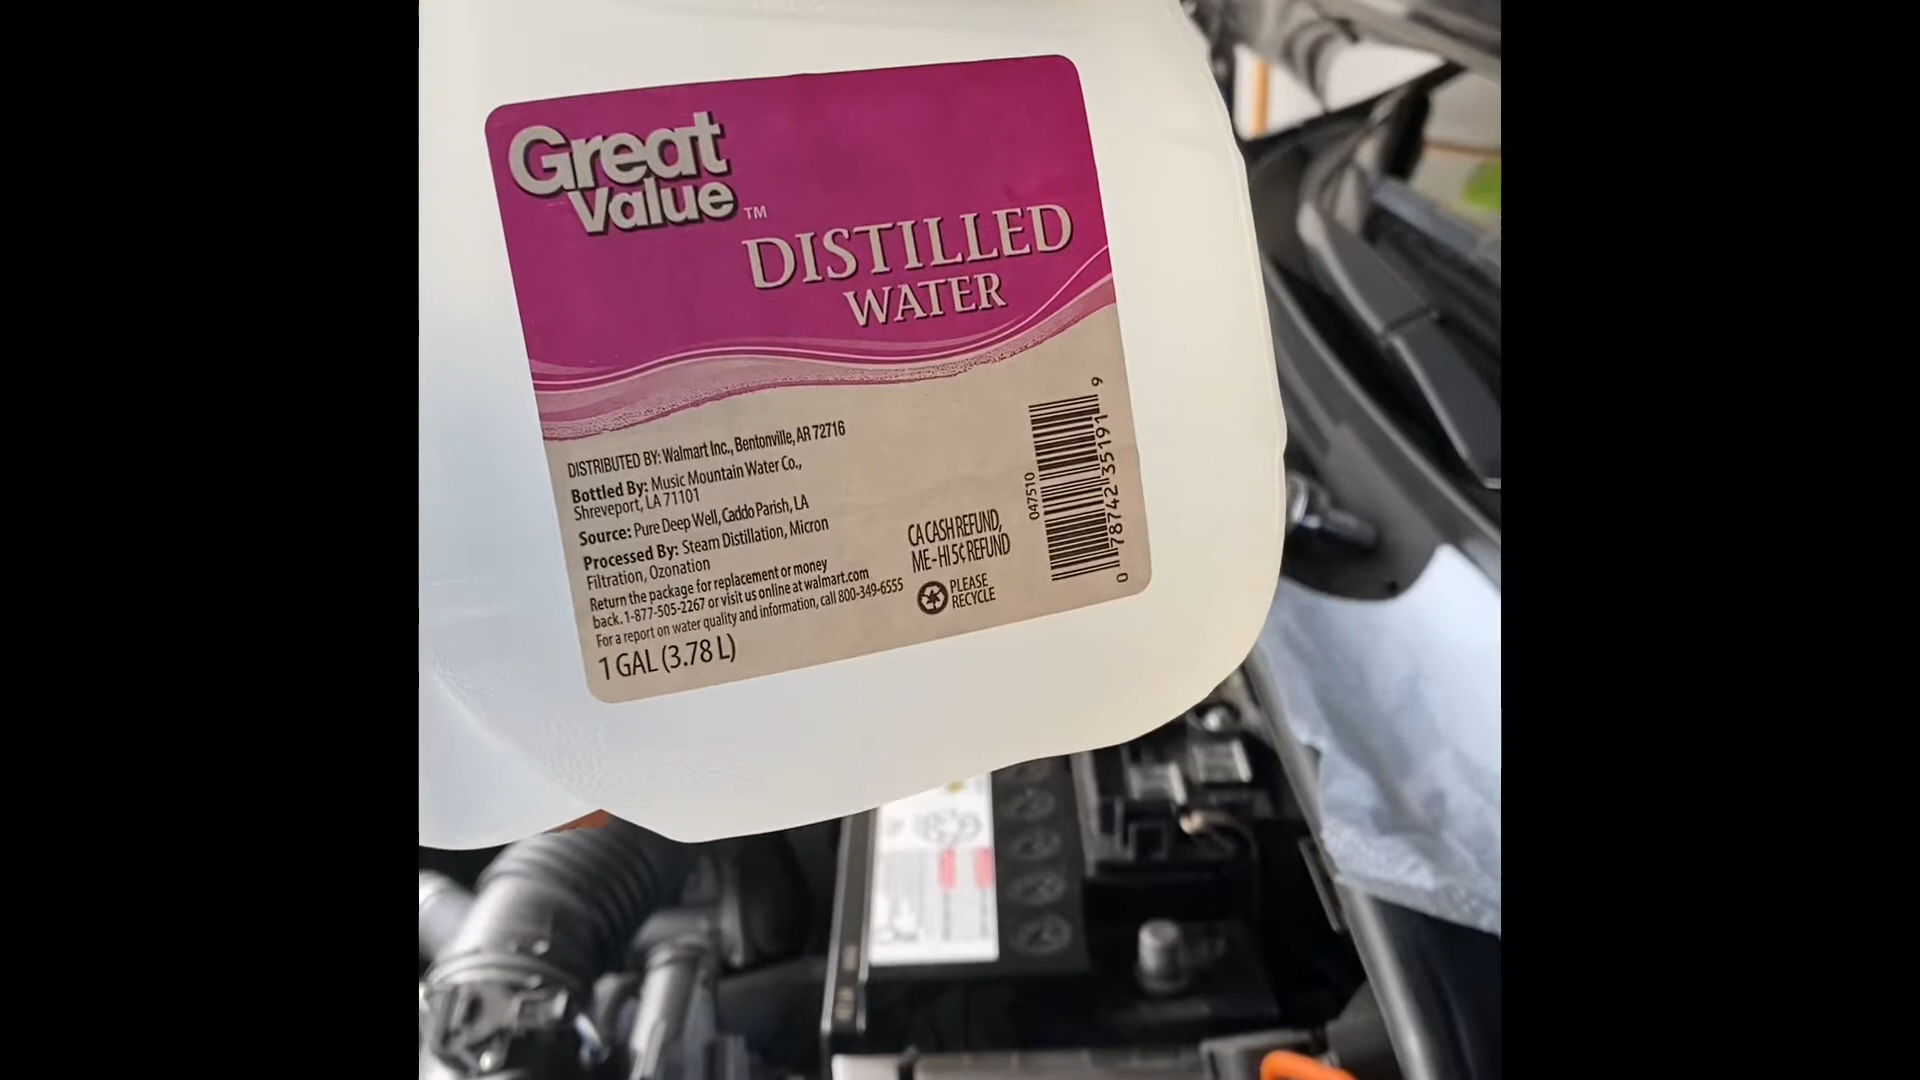 Great
Value™
DISTILLED
WATER
DISTRIBUTED BY: Walmart Inc., Bentonville, AR 72716
Bottled By: Music Mountain Water Co.,
Shreveport, LA 71101
Source: Pure Deep Well, Caddo Parish, LA
Processed By: Steam Distillation, Micron
Filtration, Ozonation
Return the package for replacement or money
back. 1-877-505-2267 or visit us online at walmart.com
For a report on water quality and information, call 800-349-6555
1 GAL (3.78 L)
CA CASH REFUND,
ME-HI 5¢ REFUND
PLEASE
RECYCLE
047510
0 78742 35191 9